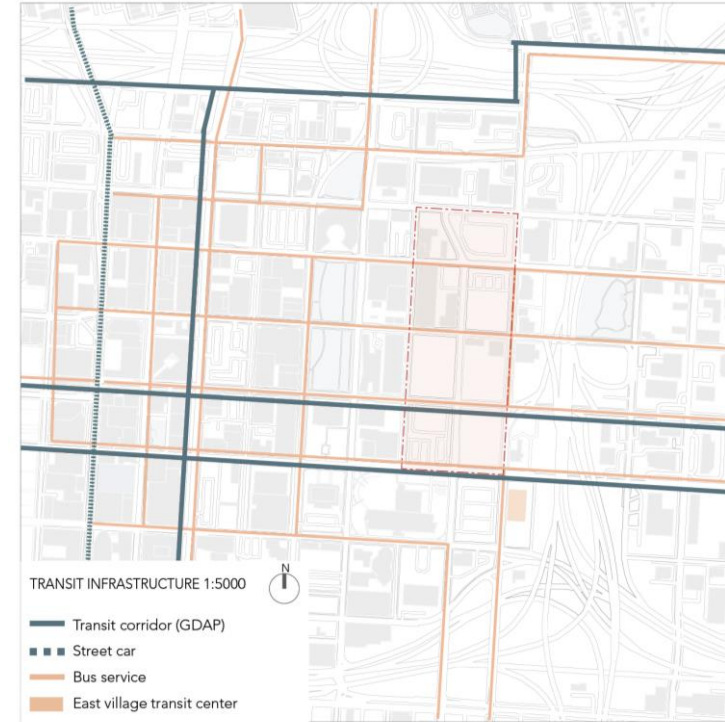 TRANSIT INFRASTRUCTURE 1:5000
N
Transit corridor (GDAP)
Street car
Bus service
East village transit center